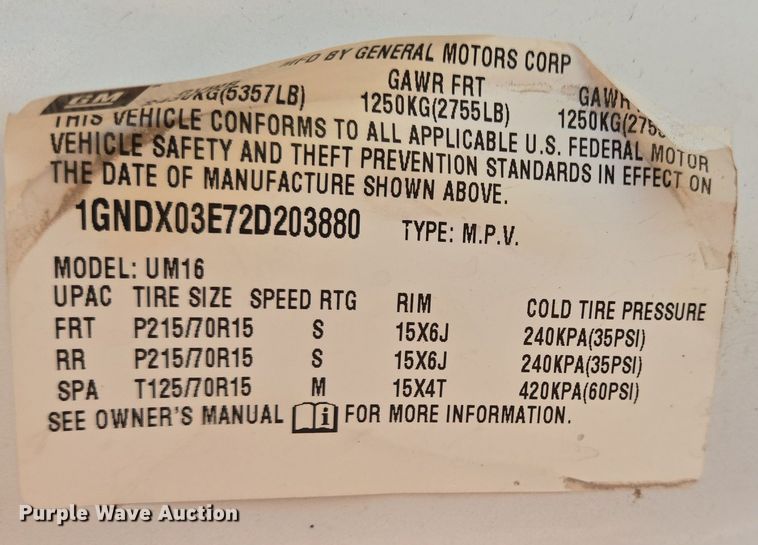 MFD BY GENERAL MOTORS CORP
GM KG(5357LB) GAWR FRT 1250KG(2755LB) GAWR 1250KG(2755
THIS VEHICLE CONFORMS TO ALL APPLICABLE U.S. FEDERAL MOTOR
VEHICLE SAFETY AND THEFT PREVENTION STANDARDS IN EFFECT ON
THE DATE OF MANUFACTURE SHOWN ABOVE.
1GNDX03E72D203880 TYPE: M.P.V.
MODEL: UM16
UPAC TIRE SIZE SPEED RTG RIM COLD TIRE PRESSURE
FRT P215/70R15 S 15X6J 240KPA(35PSI)
RR P215/70R15 S 15X6J 240KPA(35PSI)
SPA T125/70R15 M 15X4T 420KPA(60PSI)
SEE OWNER'S MANUAL i FOR MORE INFORMATION.
Purple Wave Auction